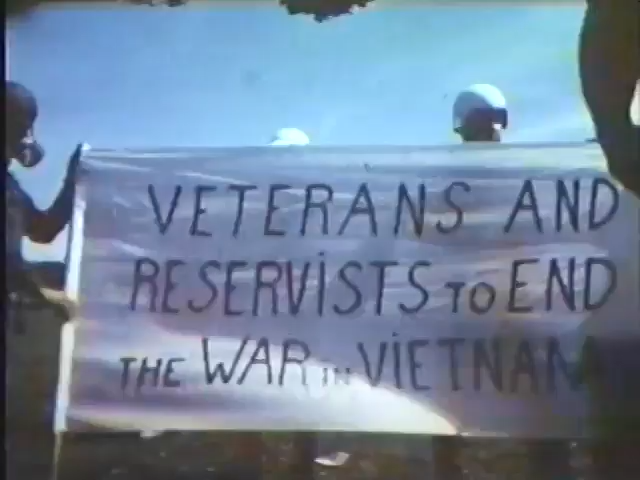 VETERANS AND
RESERVISTS TO END
THE WAR IN VIETNAM